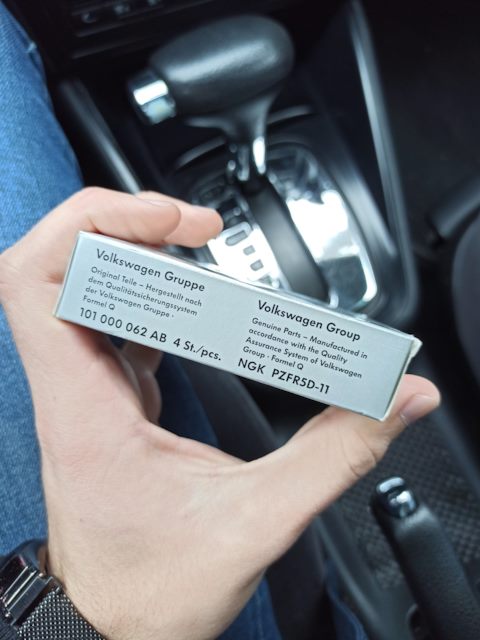 Volkswagen Gruppe
Original Teile – Hergestellt nach
dem Qualitätssicherungssystem
der Volkswagen Gruppe ·
Formel Q
101 000 062 AB 4 St./pcs.
Volkswagen Group
Genuine Parts – Manufactured in
accordance with the Quality
Assurance System of Volkswagen
Group · Formel Q
NGK PZFR5D-11